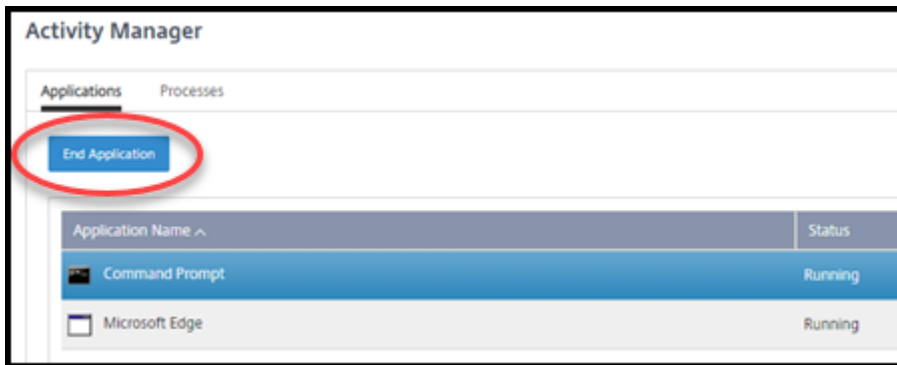 Activity Manager
Applications Processes
End Application
Application Name Status
Command Prompt Running
Microsoft Edge Running